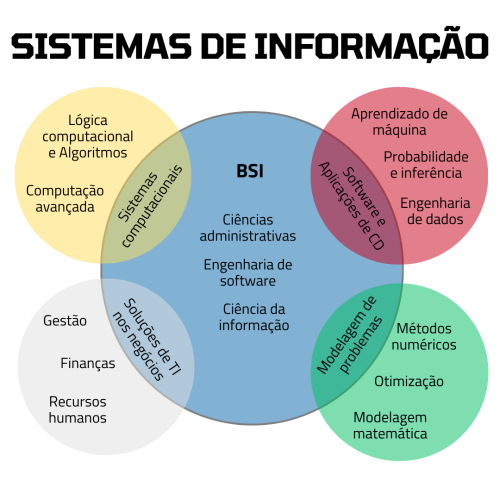 SISTEMAS DE INFORMAÇÃO
Lógica
computacional
e Algoritmos
Computação
avançada
Sistemas
computacionais
BSI
Ciências
administrativas
Engenharia de
software
Ciência da
informação
Aprendizado de
máquina
Probabilidade
e inferência
Engenharia
de dados
Software e
Aplicações de CD
Gestão
Finanças
Recursos
humanos
Soluções de TI
nos negócios
Modelagem de
problemas
Métodos
numéricos
Otimização
Modelagem
matemática